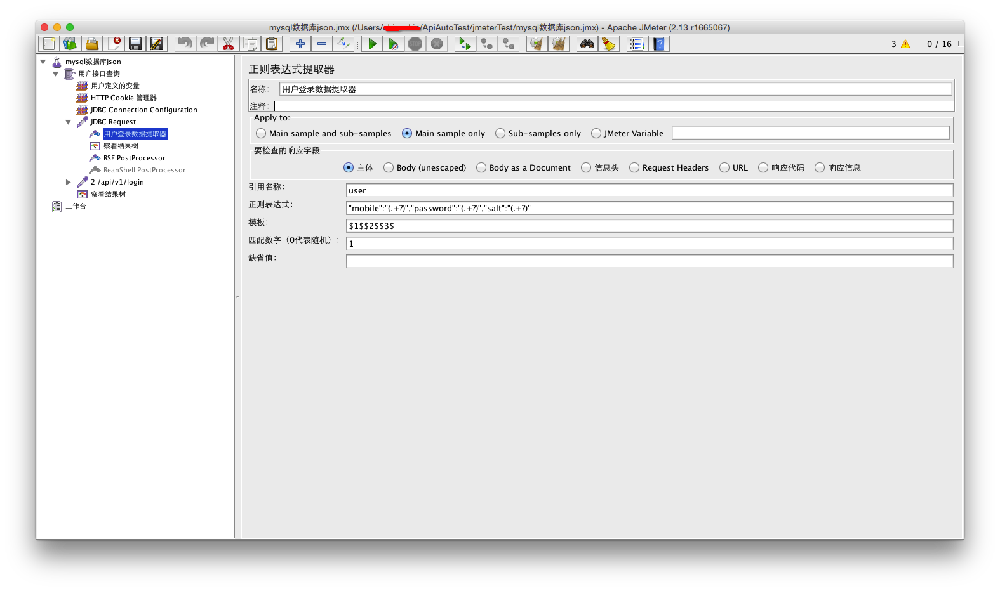 mysql数据库json.jmx (/Users/ /ApiAutoTest/jmeterTest/mysql数据库json.jmx) - Apache JMeter (2.13 r1665067)
STOP
3
0 / 16
mysql数据库json
用户接口查询
用户定义的变量
HTTP Cookie 管理器
JDBC Connection Configuration
JDBC Request
用户登录数据提取器
察看结果树
BSF PostProcessor
BeanShell PostProcessor
2 /api/v1/login
察看结果树
工作台
正则表达式提取器
名称： 用户登录数据提取器
注释：
Apply to:
Main sample and sub-samples Main sample only Sub-samples only JMeter Variable
要检查的响应字段
主体 Body (unescaped) Body as a Document 信息头 Request Headers URL 响应代码 响应信息
引用名称： user
正则表达式： "mobile":"(.+?)","password":"(.+?)","salt":"(.+?)"
模板： $1$$2$$3$
匹配数字（0代表随机）： 1
缺省值：